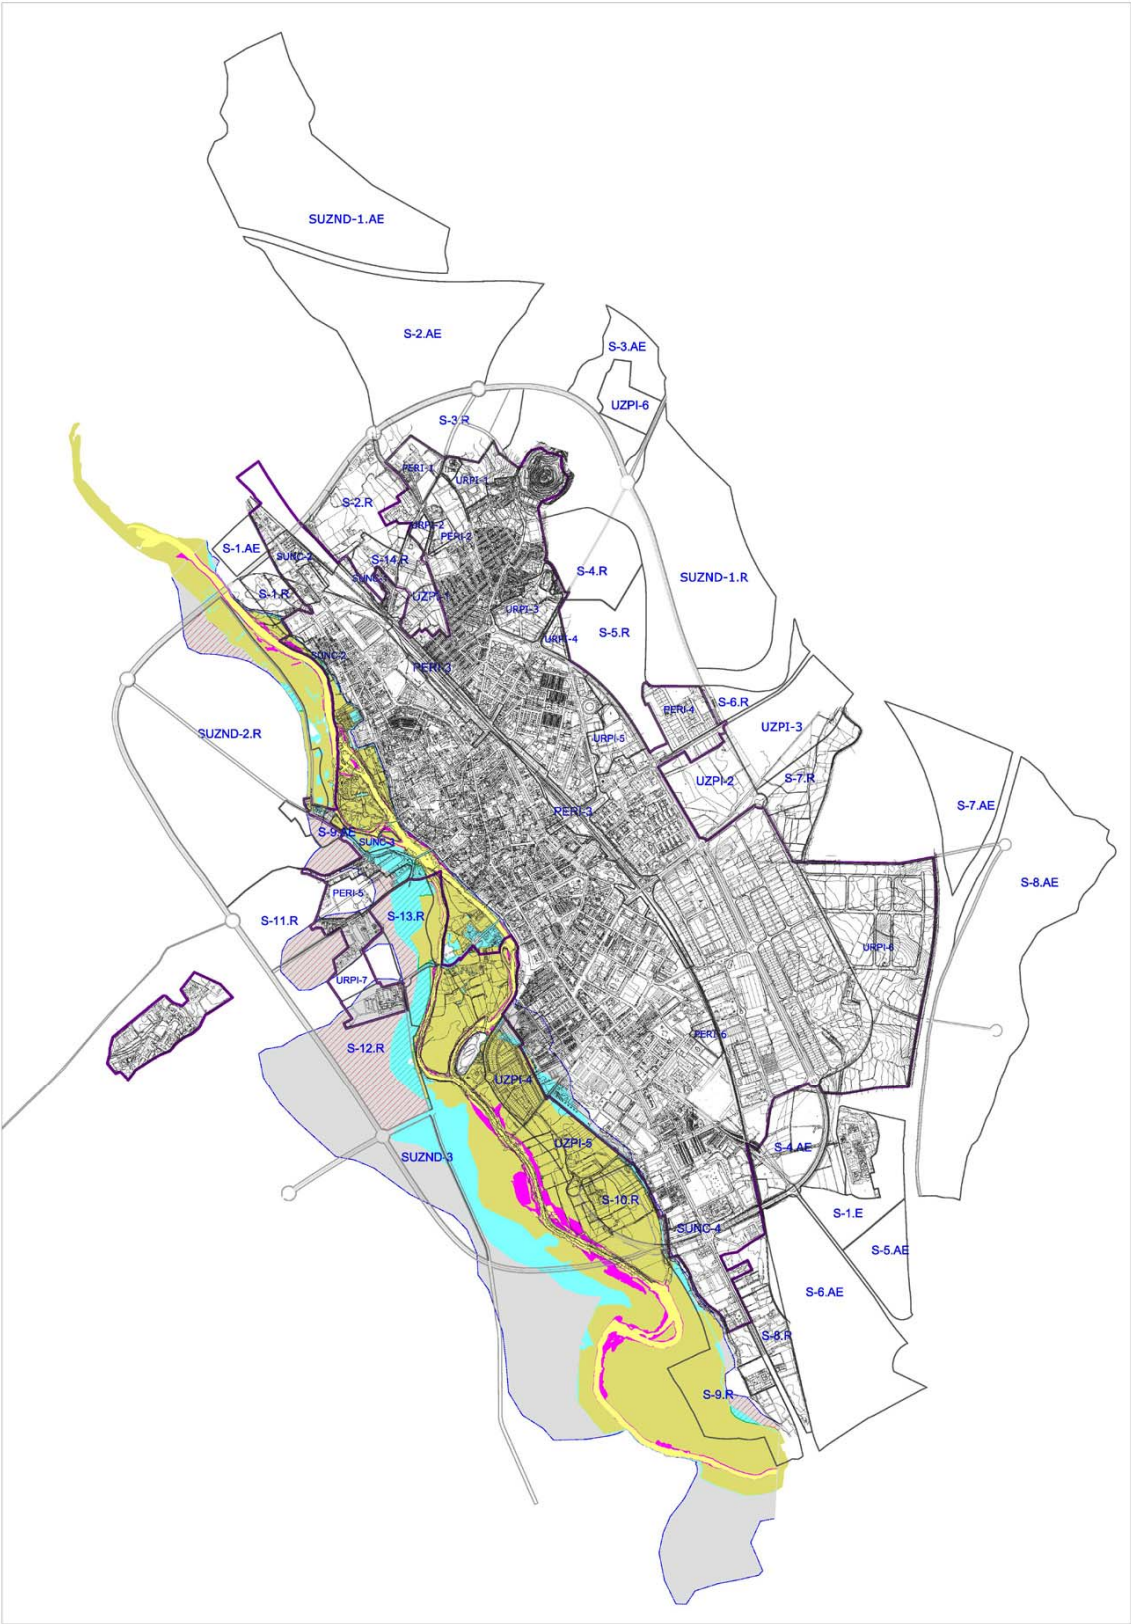 SUZND-1.AE
S-2.AE
S-3.AE
UZPI-6
S-3.R
PERI-1
URPI-1
S-2.R
URPI-2
PERI-2
S-1.AE
SUNC-2
S-14.R
SUNC-1
S-4.R
SUZND-1.R
S-1.R
UZPI-1
URPI-3
S-5.R
URPI-4
SUNC-2
PERI-3
S-6.R
PERI-4
UZPI-3
SUZND-2.R
URPI-5
UZPI-2
S-7.R
S-7.AE
PERI-3
S-9.AE
SUNC-3
S-8.AE
PERI-5
S-13.R
S-11.R
URPI-6
URPI-7
PERI-6
S-12.R
UZPI-4
UZPI-5
S-4.AE
SUZND-3
S-10.R
S-1.E
SUNC-4
S-5.AE
S-6.AE
S-8.R
S-9.R